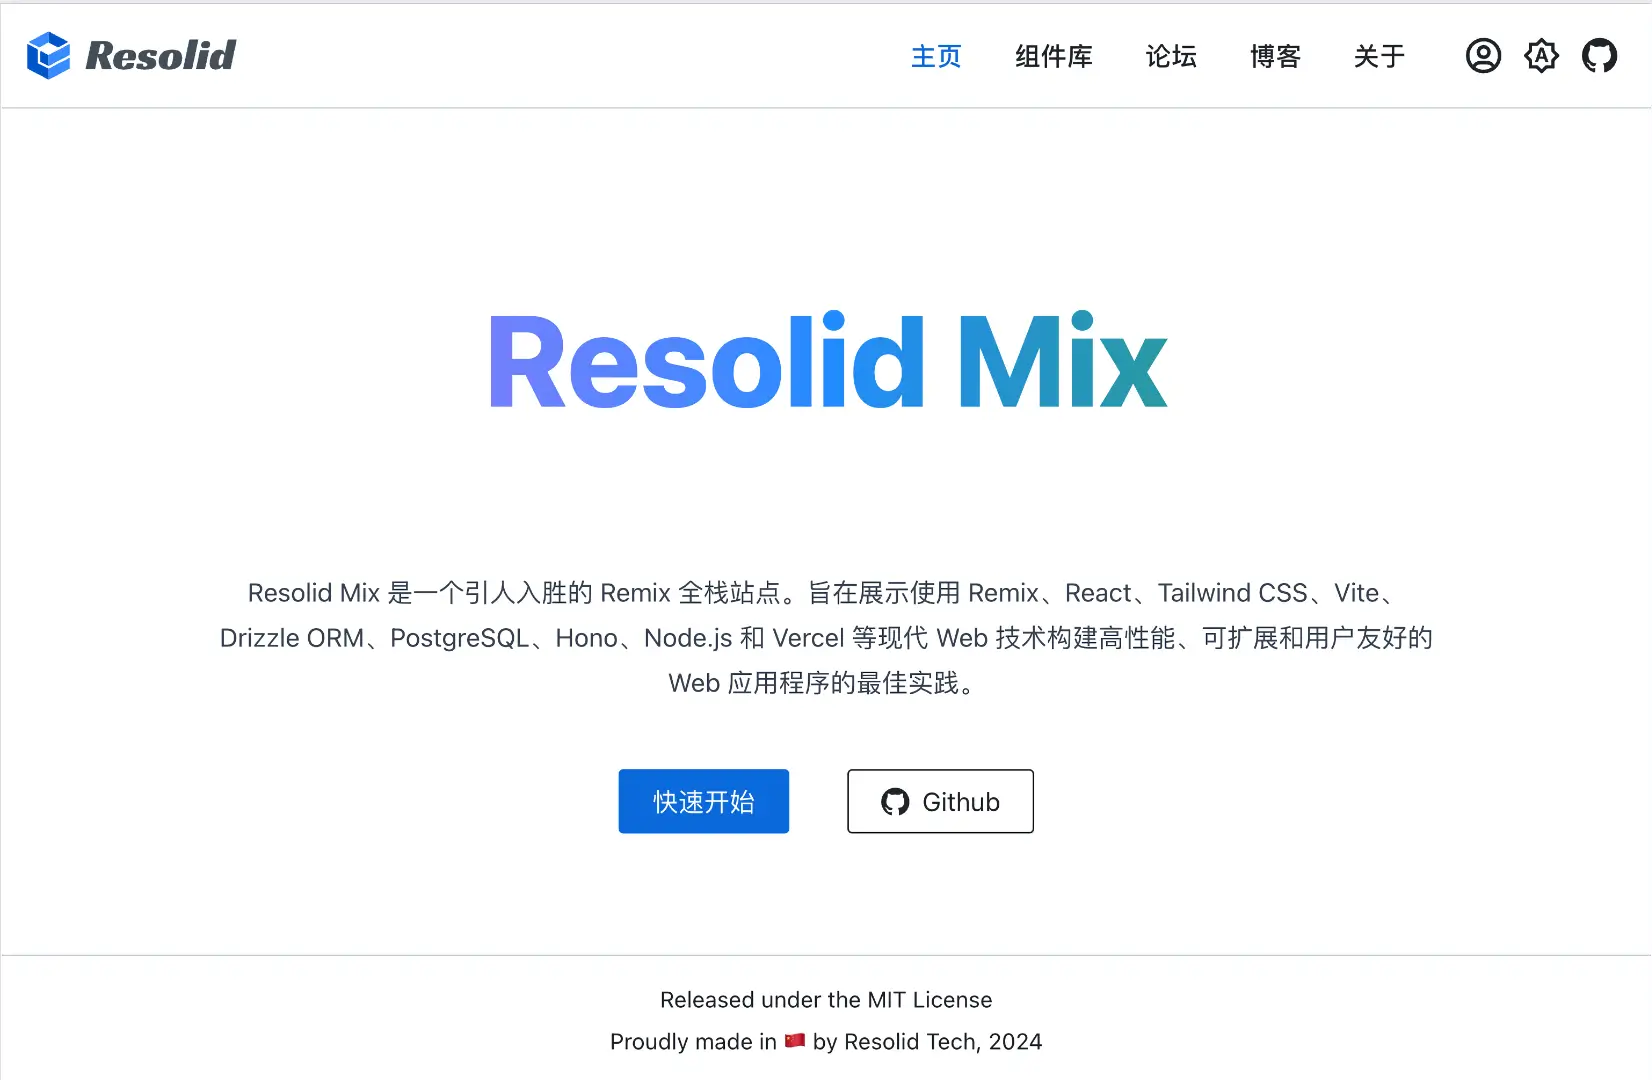 Resolid
主页 组件库 论坛 博客 关于
Resolid Mix
Resolid Mix 是一个引人入胜的 Remix 全栈站点。旨在展示使用 Remix、React、Tailwind CSS、Vite、
Drizzle ORM、PostgreSQL、Hono、Node.js 和 Vercel 等现代 Web 技术构建高性能、可扩展和用户友好的
Web 应用程序的最佳实践。
快速开始 Github
Released under the MIT License
Proudly made in 🇨🇳 by Resolid Tech, 2024